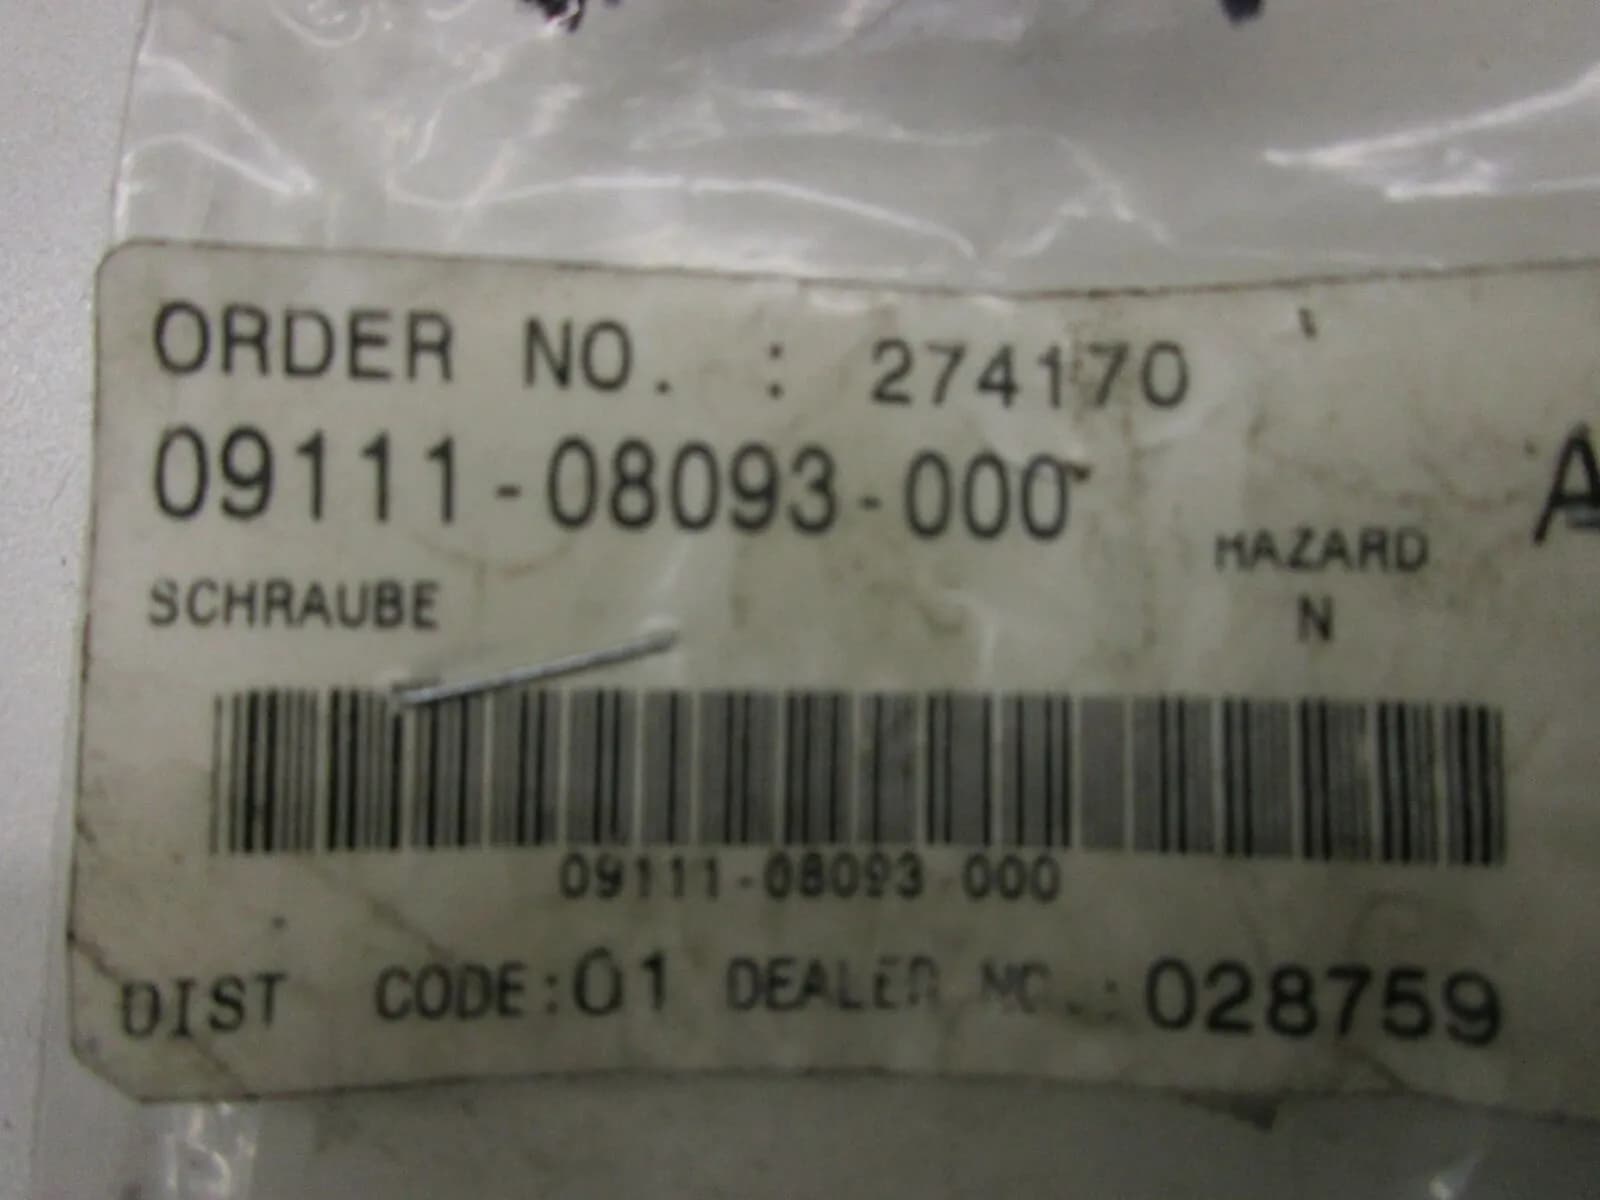 ORDER NO. : 274170
09111-08093-000
A
HAZARD
SCHRAUBE
N
09111-08093-000
DIST CODE:01 DEALER NO.: 028759